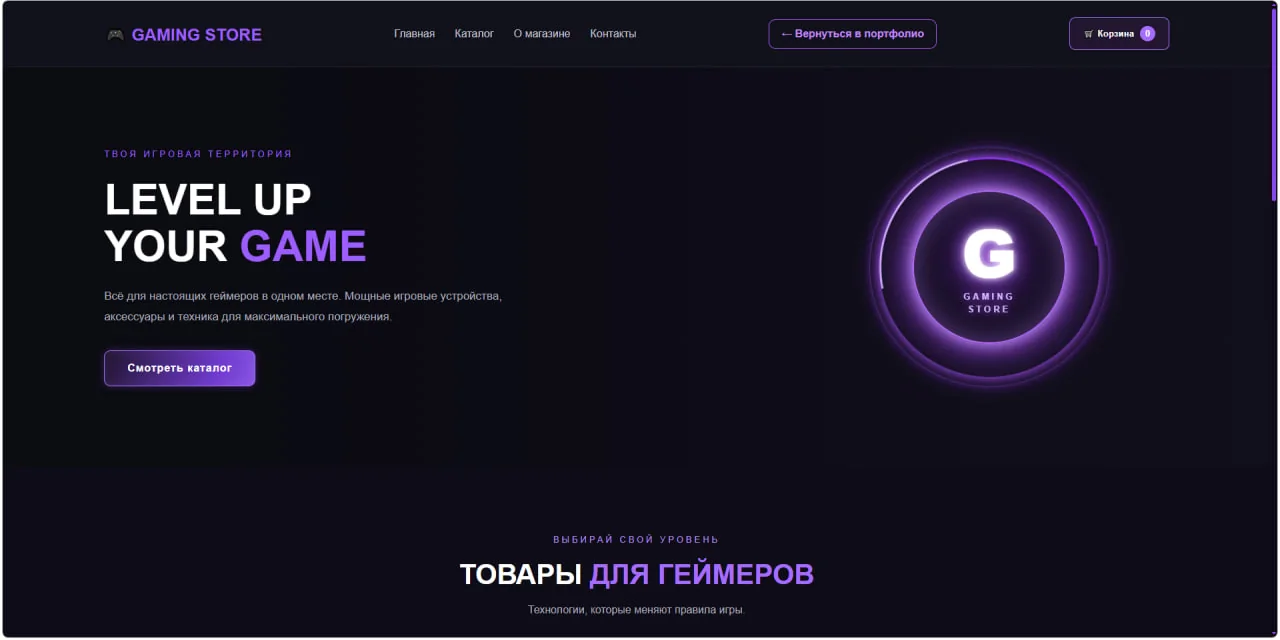 🎮 GAMING STORE
Главная
Каталог
О магазине
Контакты
← Вернуться в портфолио
🛒 Корзина 0
ТВОЯ ИГРОВАЯ ТЕРРИТОРИЯ
LEVEL UP
YOUR GAME
Всё для настоящих геймеров в одном месте. Мощные игровые устройства,
аксессуары и техника для максимального погружения.
Смотреть каталог
G
GAMING
STORE
ВЫБИРАЙ СВОЙ УРОВЕНЬ
ТОВАРЫ ДЛЯ ГЕЙМЕРОВ
Технологии, которые меняют правила игры.